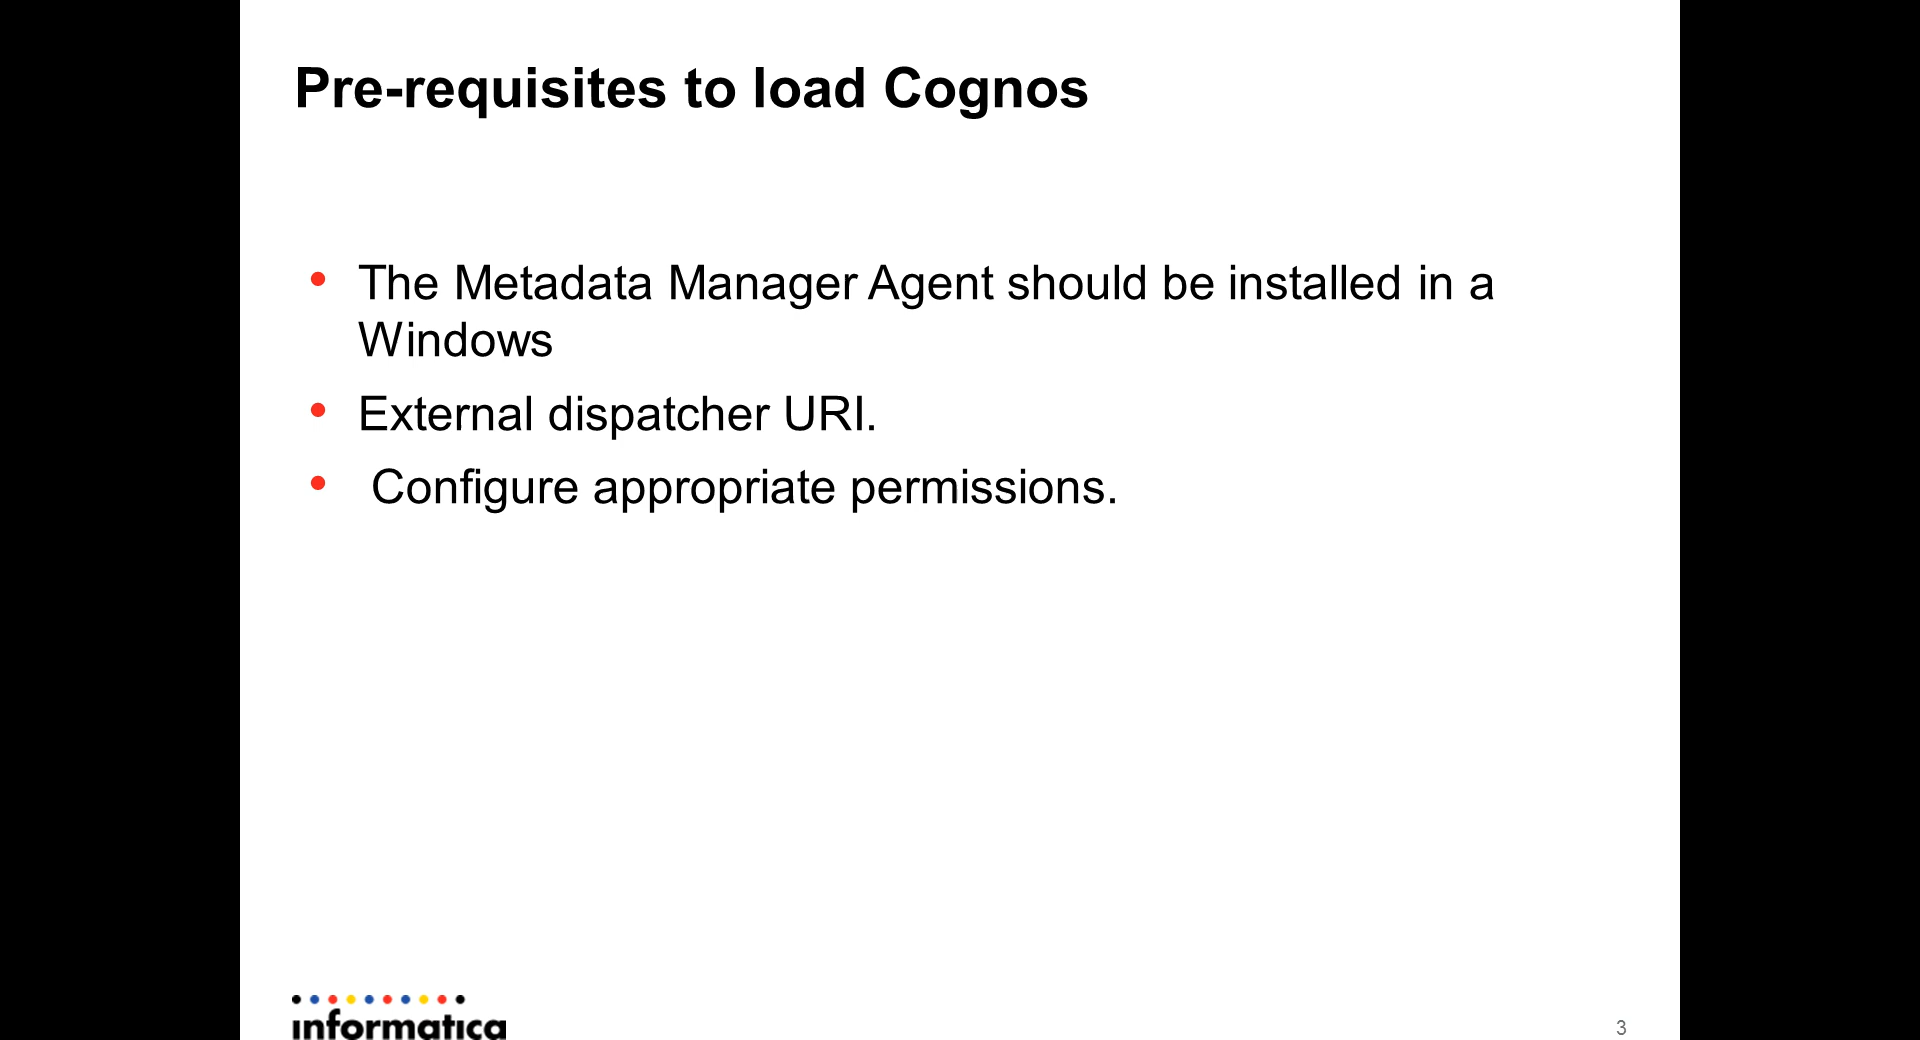 Pre-requisites to load Cognos
• The Metadata Manager Agent should be installed in a
Windows
• External dispatcher URI.
• Configure appropriate permissions.
informatica
3